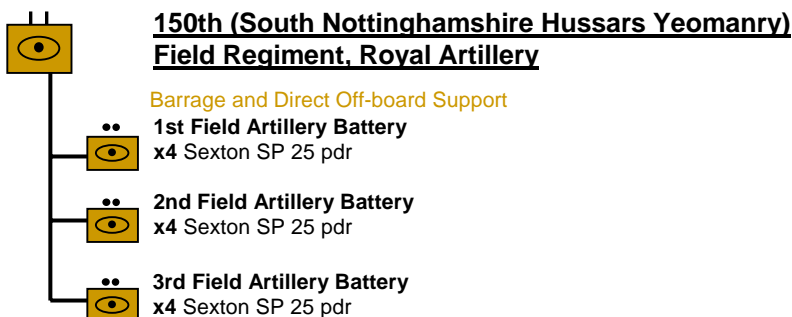 150th (South Nottinghamshire Hussars Yeomanry)
Field Regiment, Royal Artillery
Barrage and Direct Off-board Support
1st Field Artillery Battery
x4 Sexton SP 25 pdr
2nd Field Artillery Battery
x4 Sexton SP 25 pdr
3rd Field Artillery Battery
x4 Sexton SP 25 pdr